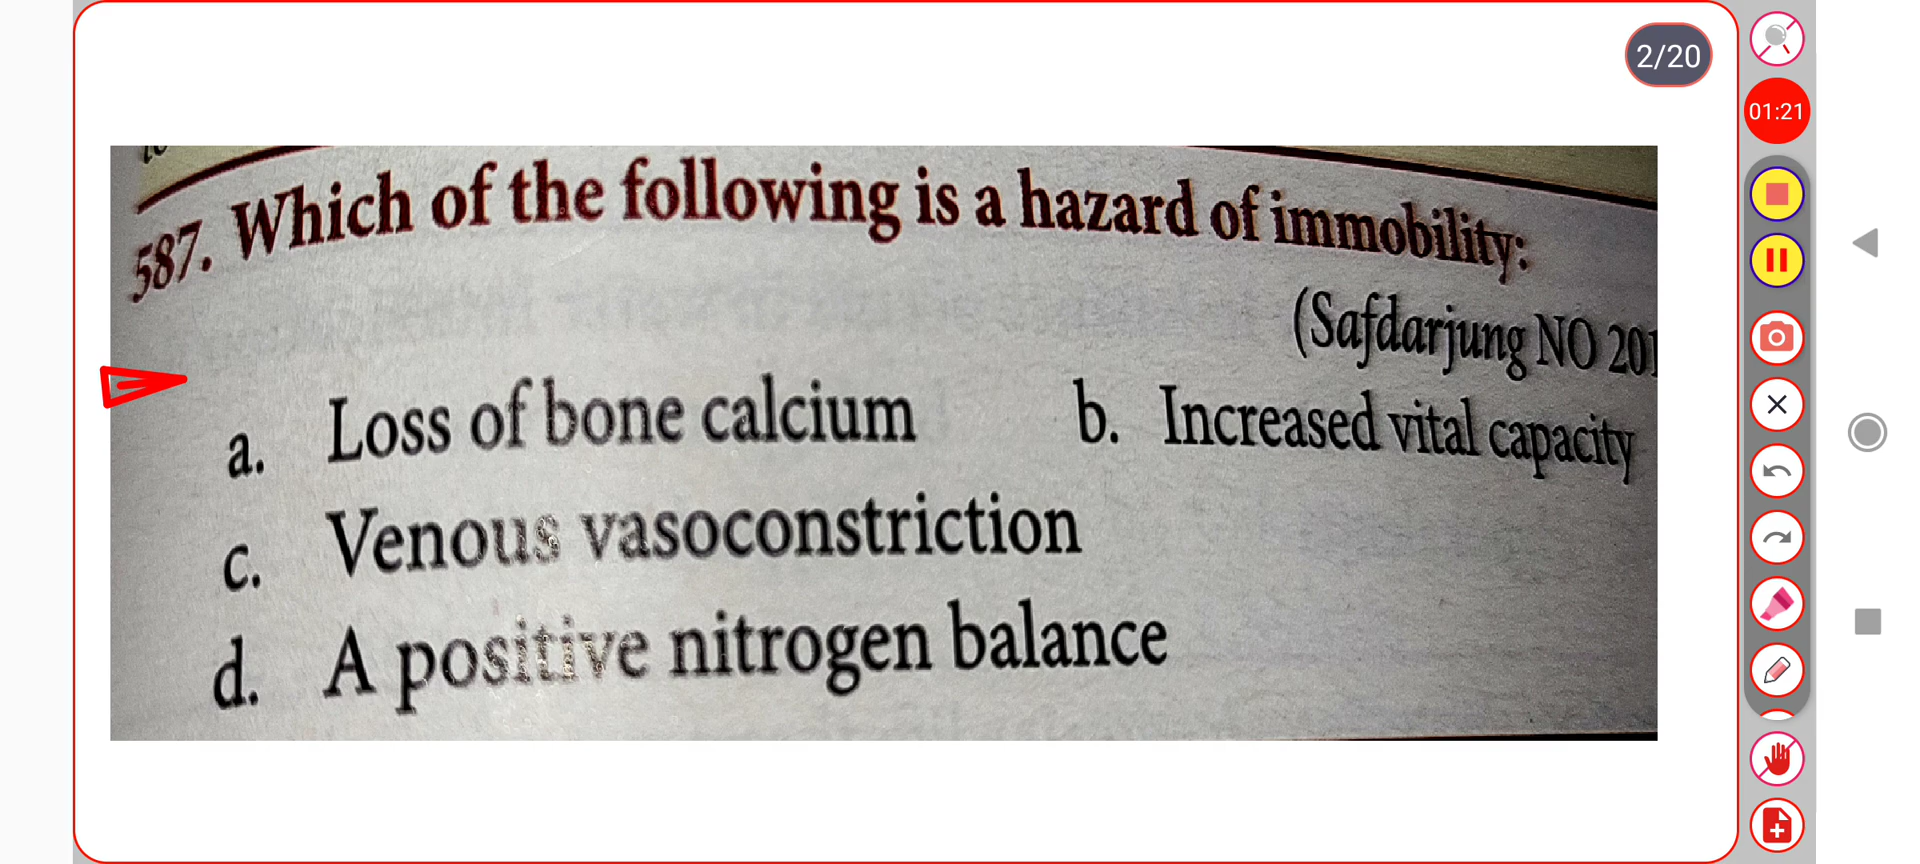 2/20
01:21
587. Which of the following is a hazard of immobility:
(Safdarjung NO 201
a. Loss of bone calcium b. Increased vital capacity
c. Venous vasoconstriction
d. A positive nitrogen balance